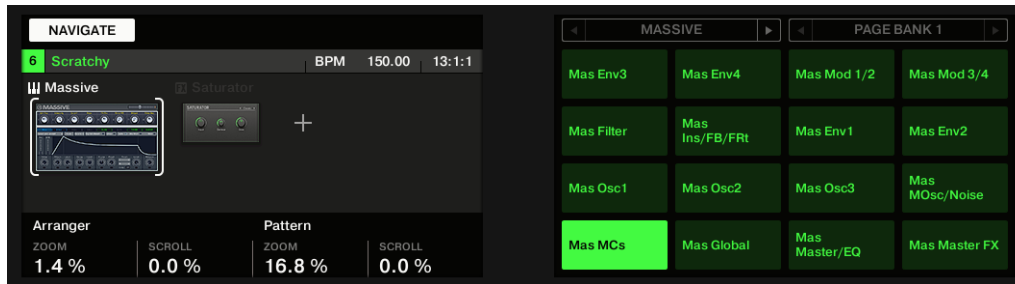 NAVIGATE
6 Scratchy BPM 150.00 13:1:1
Massive Saturator
MASSIVE
SATURATOR
Arranger Pattern
ZOOM SCROLL ZOOM SCROLL
1.4 % 0.0 % 16.8 % 0.0 %
MASSIVE PAGE BANK 1
Mas Env3 Mas Env4 Mas Mod 1/2 Mas Mod 3/4
Mas Filter Mas Ins/FB/FRt Mas Env1 Mas Env2
Mas Osc1 Mas Osc2 Mas Osc3 Mas MOsc/Noise
Mas MCs Mas Global Mas Master/EQ Mas Master FX